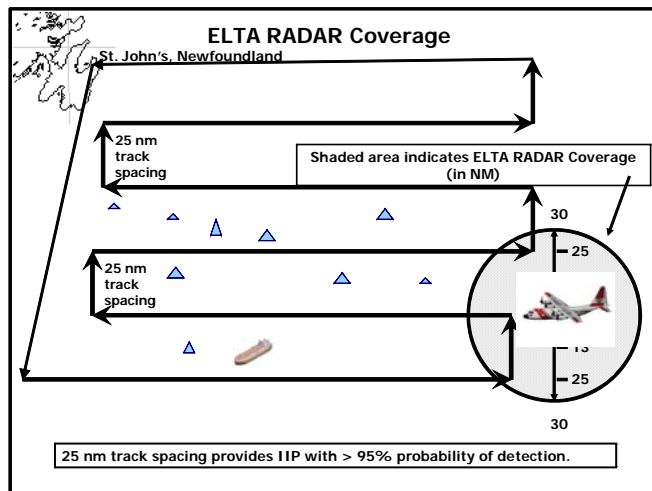 ELTA RADAR Coverage
St. John's, Newfoundland
25 nm
track
spacing
Shaded area indicates ELTA RADAR Coverage
(in NM)
30
25
25 nm
track
spacing
13
25
30
25 nm track spacing provides IIP with > 95% probability of detection.